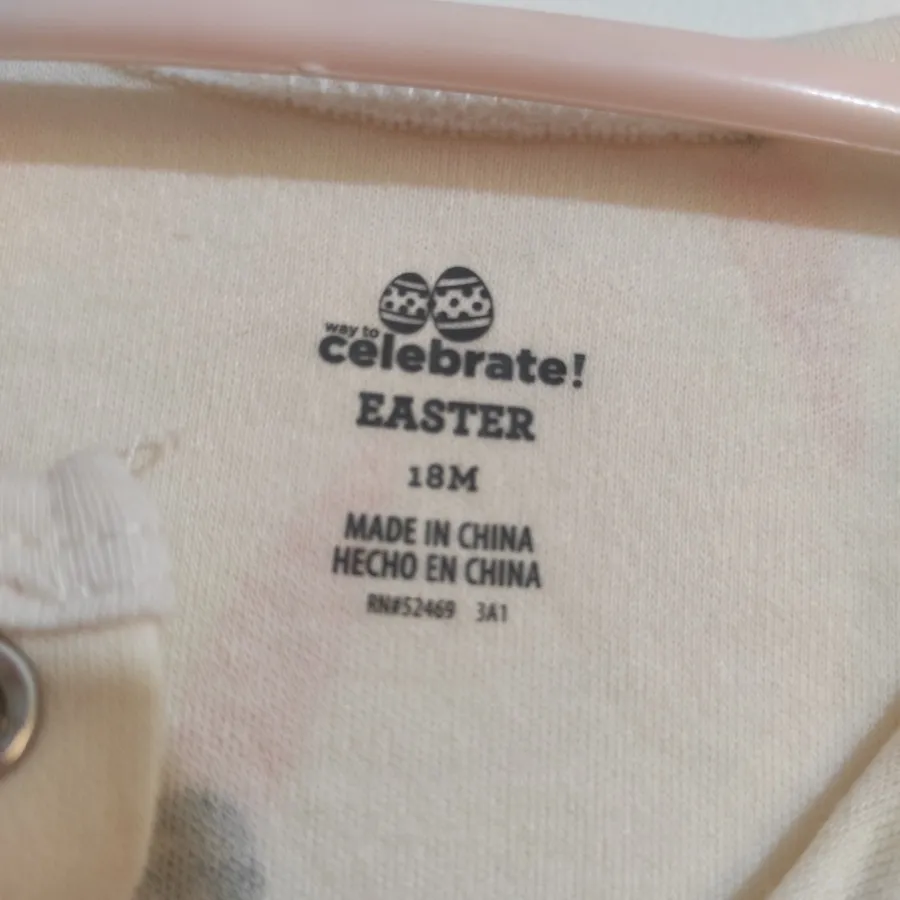 way to
celebrate!
EASTER
18M
MADE IN CHINA
HECHO EN CHINA
RN#52469 3A1